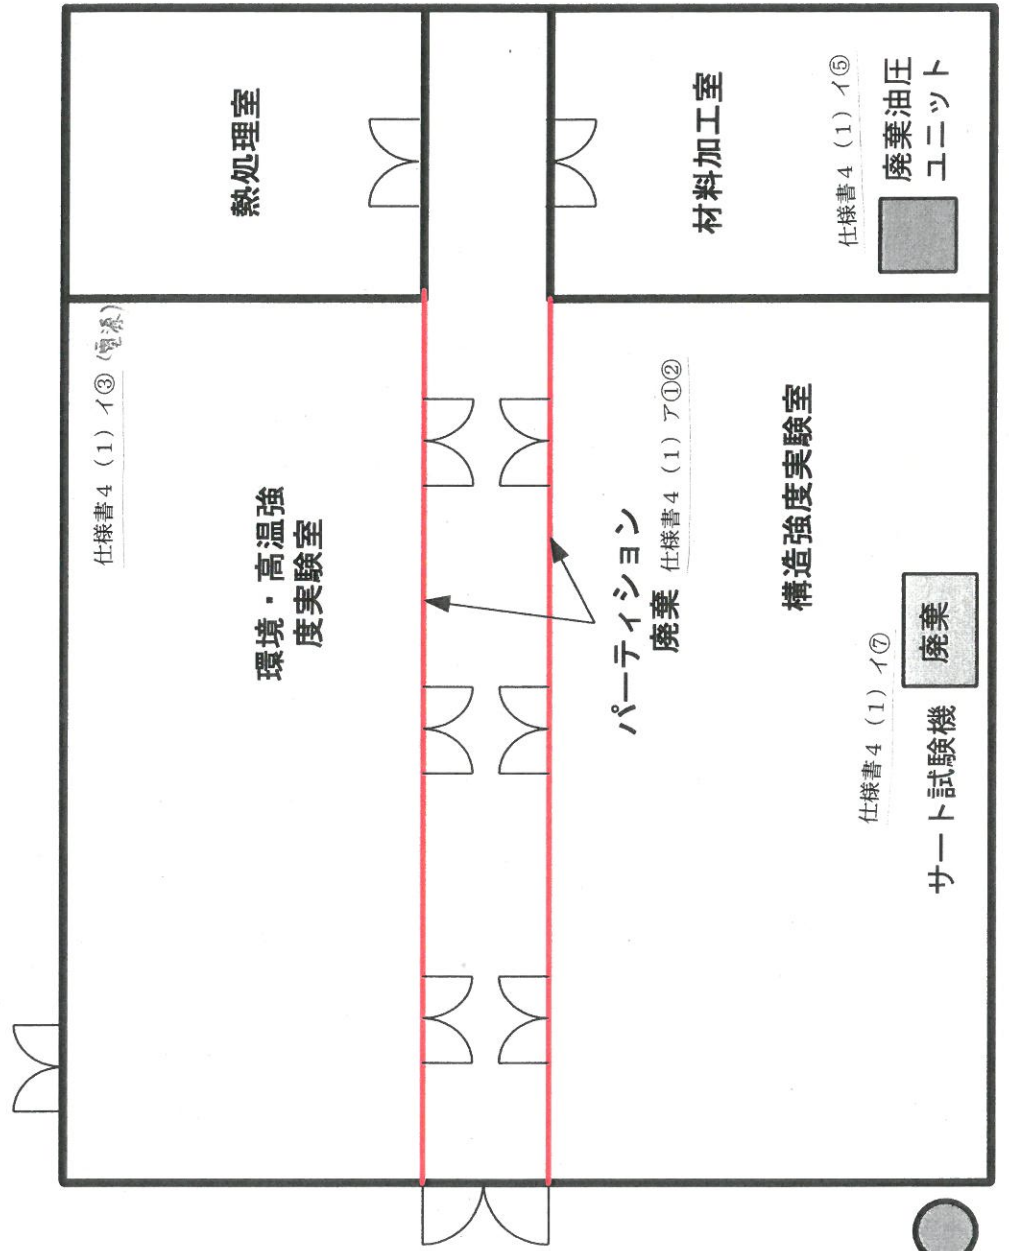 熱処理室
材料加工室
仕様書4（1）イ⑤
廃棄油圧
ユニット
仕様書4（1）イ③（電源）
環境・高温強
度実験室
パーティション
廃棄 仕様書4（1）ア①②
構造強度実験室
仕様書4（1）イ⑦
廃棄
サート試験機